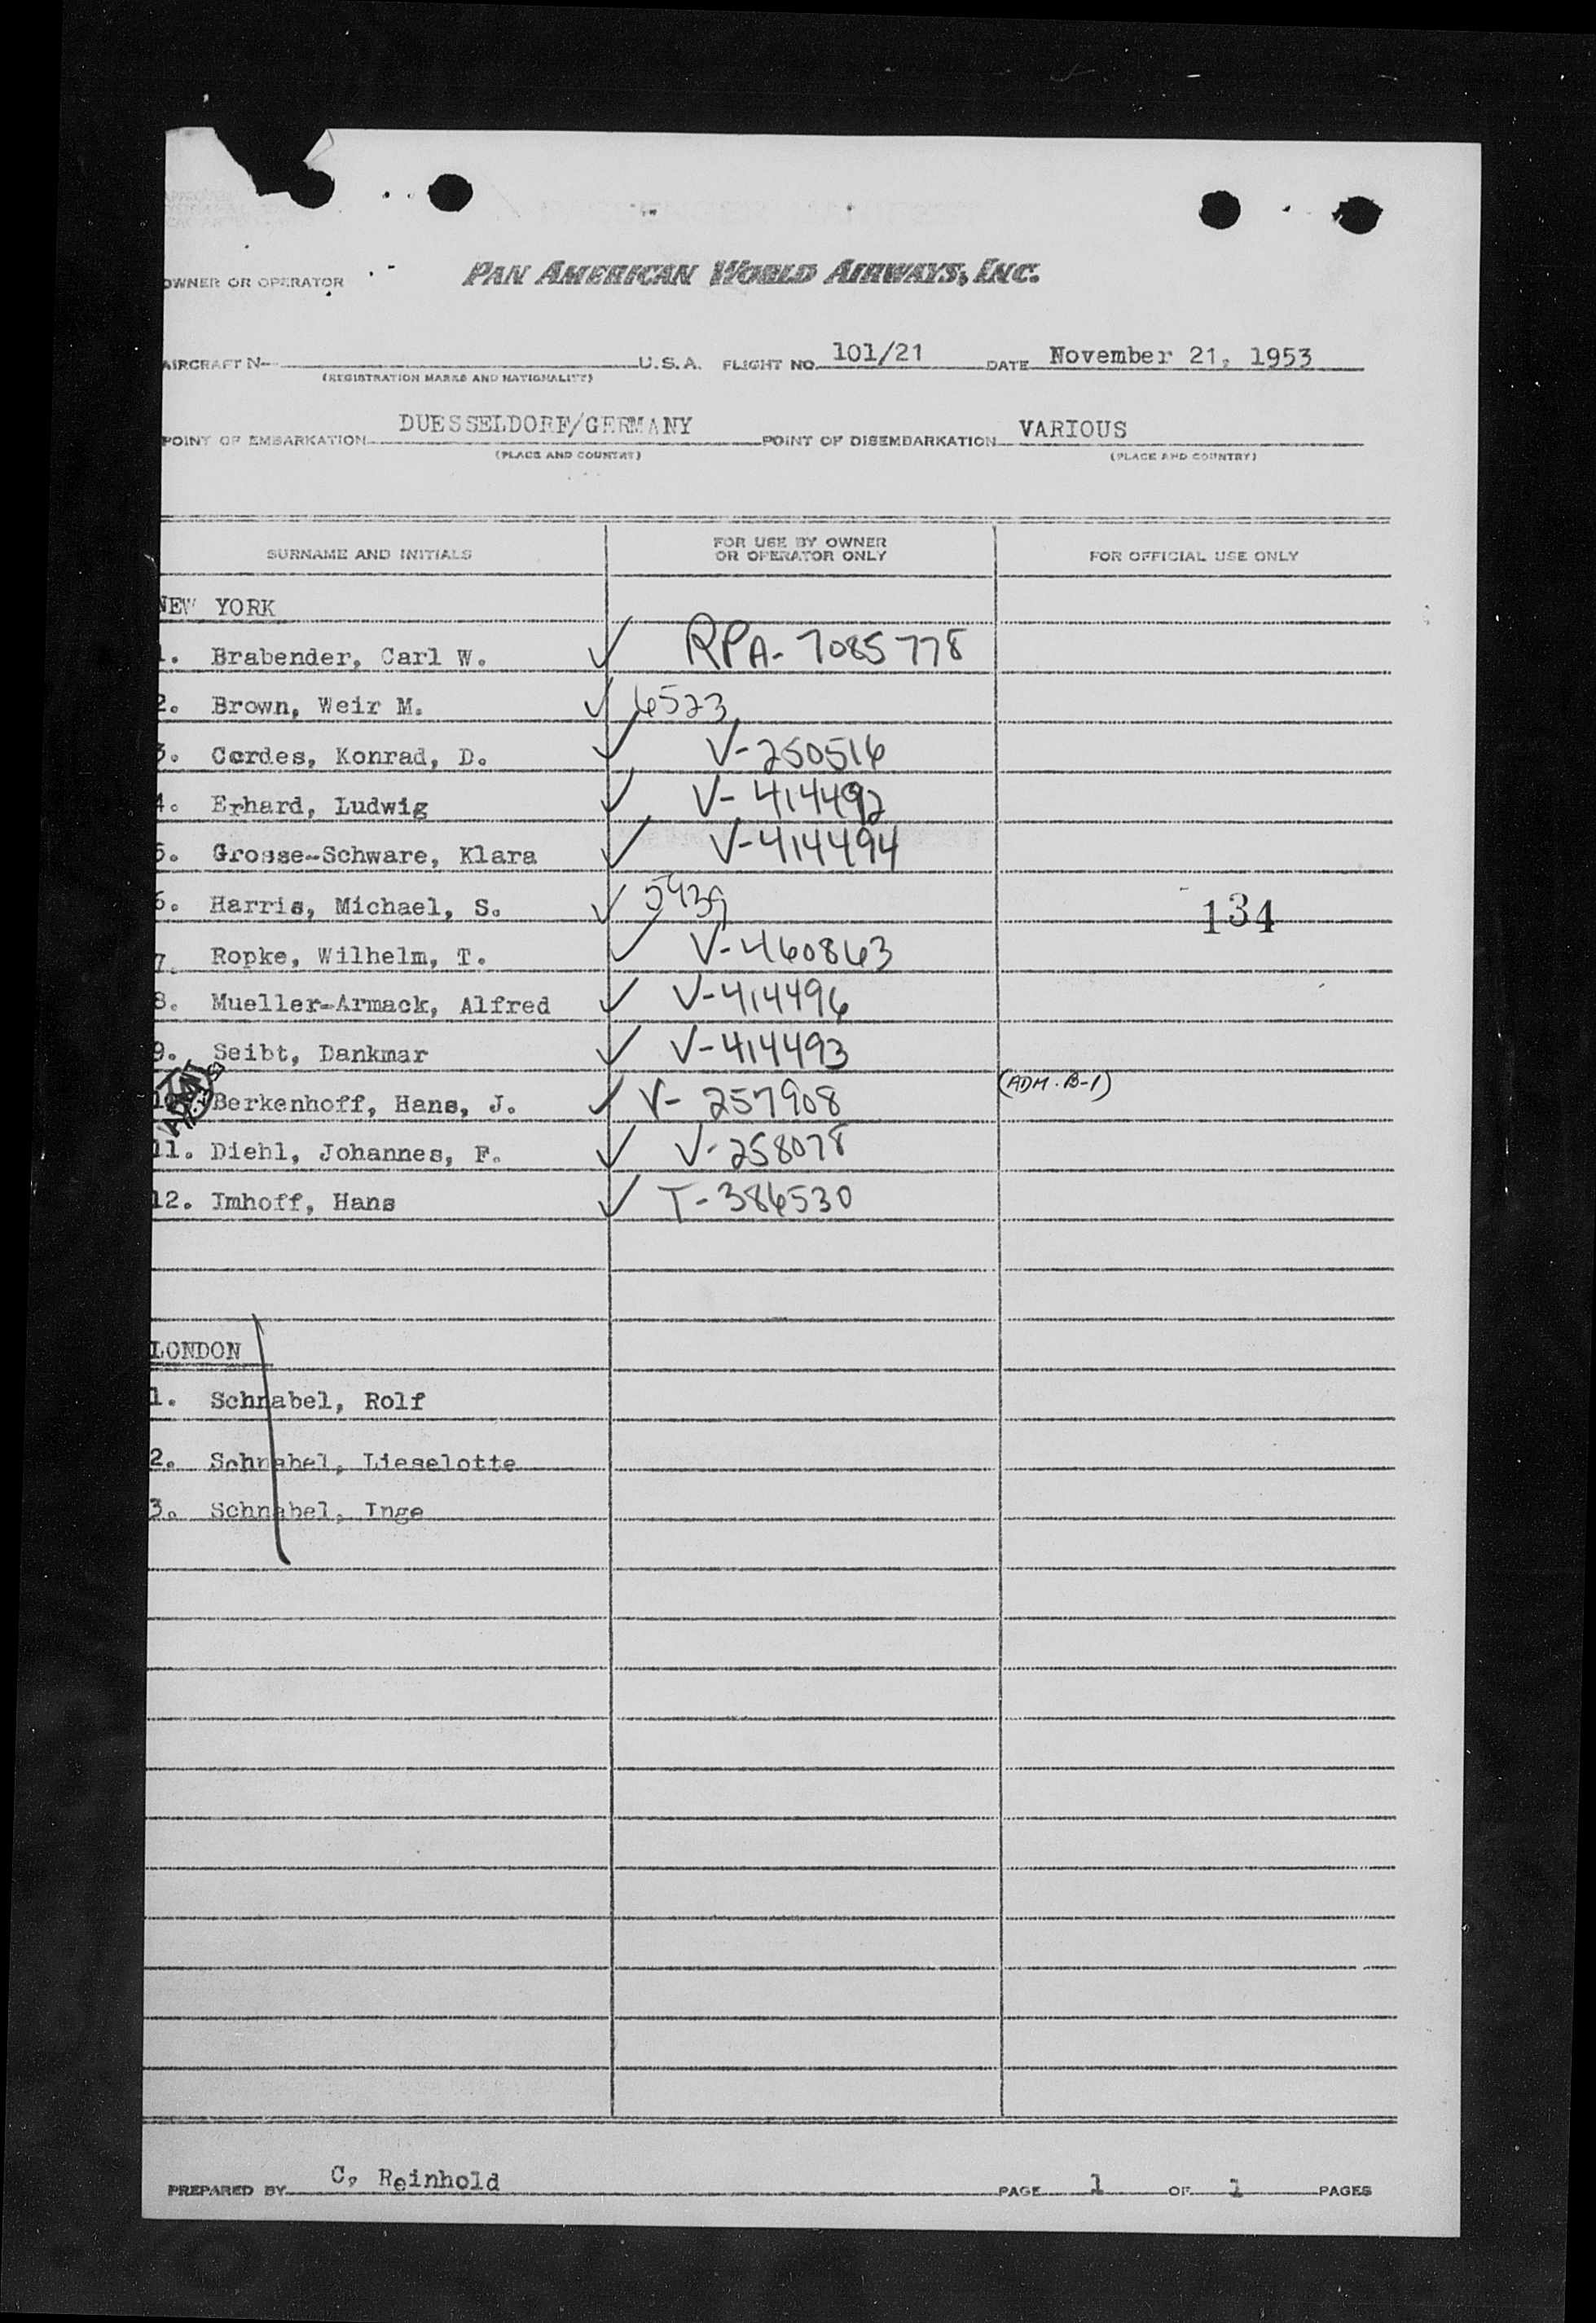 OWNER OR OPERATOR PAN AMERICAN WORLD AIRWAYS, INC.
AIRCRAFT N- U.S.A. FLIGHT NO. 101/21 DATE November 21, 1953
(REGISTRATION MARKS AND NATIONALITY)
POINT OF EMBARKATION DUESSELDORF/GERMANY POINT OF DISEMBARKATION VARIOUS
(PLACE AND COUNTRY) (PLACE AND COUNTRY)
SURNAME AND INITIALS FOR USE BY OWNER OR OPERATOR ONLY FOR OFFICIAL USE ONLY
NEW YORK
1. Brabender, Carl W. ✓ RPA-7085778
2. Brown, Weir M. ✓ 6523
3. Cordes, Konrad, D. ✓ V-250516
4. Erhard, Ludwig ✓ V-414492
5. Grosse-Schware, Klara ✓ V-414494
6. Harris, Michael, S. ✓ 5439 134
7. Ropke, Wilhelm, T. ✓ V-460863
8. Mueller-Armack, Alfred ✓ V-414496
9. Seibt, Dankmar ✓ V-414493
10. Berkenhoff, Hans, J. ✓ V-257908 (ADM. B-1)
11. Diehl, Johannes, F. ✓ V-258078
12. Imhoff, Hans ✓ T-386530
LONDON
1. Schnabel, Rolf
2. Schnabel, Lieselotte
3. Schnabel, Inge
PREPARED BY C, Reinhold PAGE 1 OF 1 PAGES